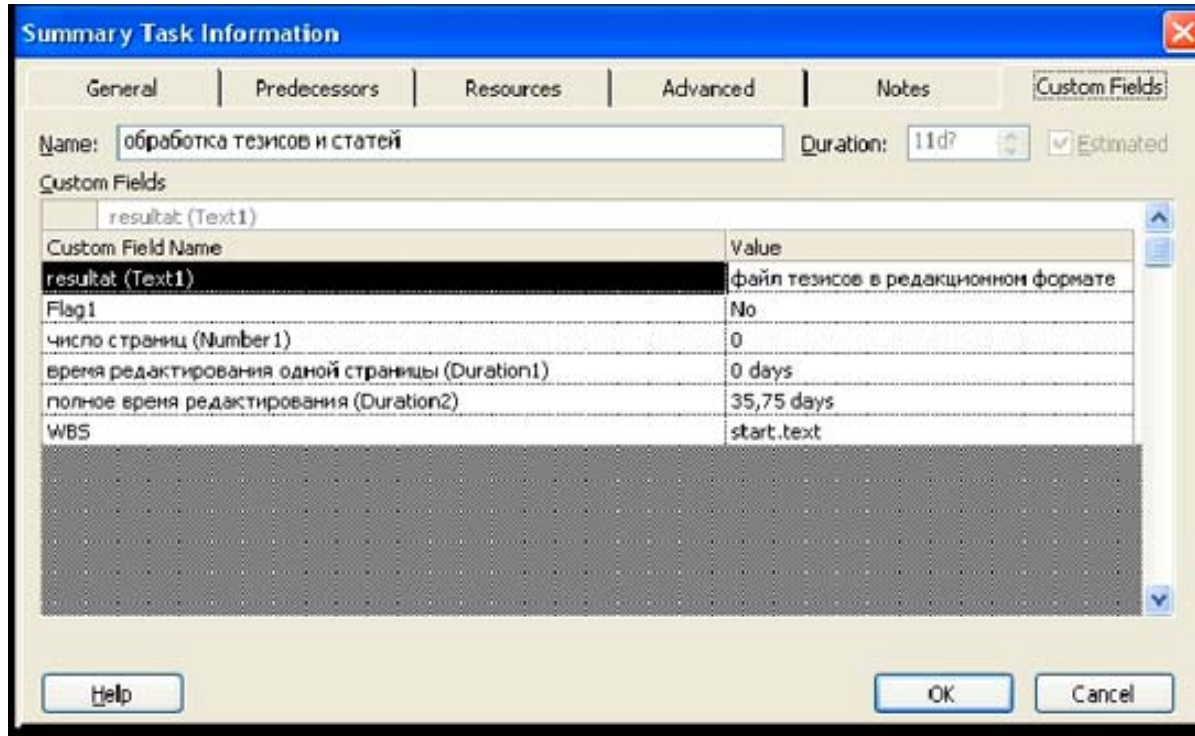 Summary Task Information
General Predecessors Resources Advanced Notes Custom Fields
Name: обработка тезисов и статей Duration: 11d? Estimated
Custom Fields
resultat (Text1)
Custom Field Name Value
resultat (Text1) файл тезисов в редакционном формате
Flag1 No
число страниц (Number1) 0
время редактирования одной страницы (Duration1) 0 days
полное время редактирования (Duration2) 35,75 days
WBS start.text
Help OK Cancel